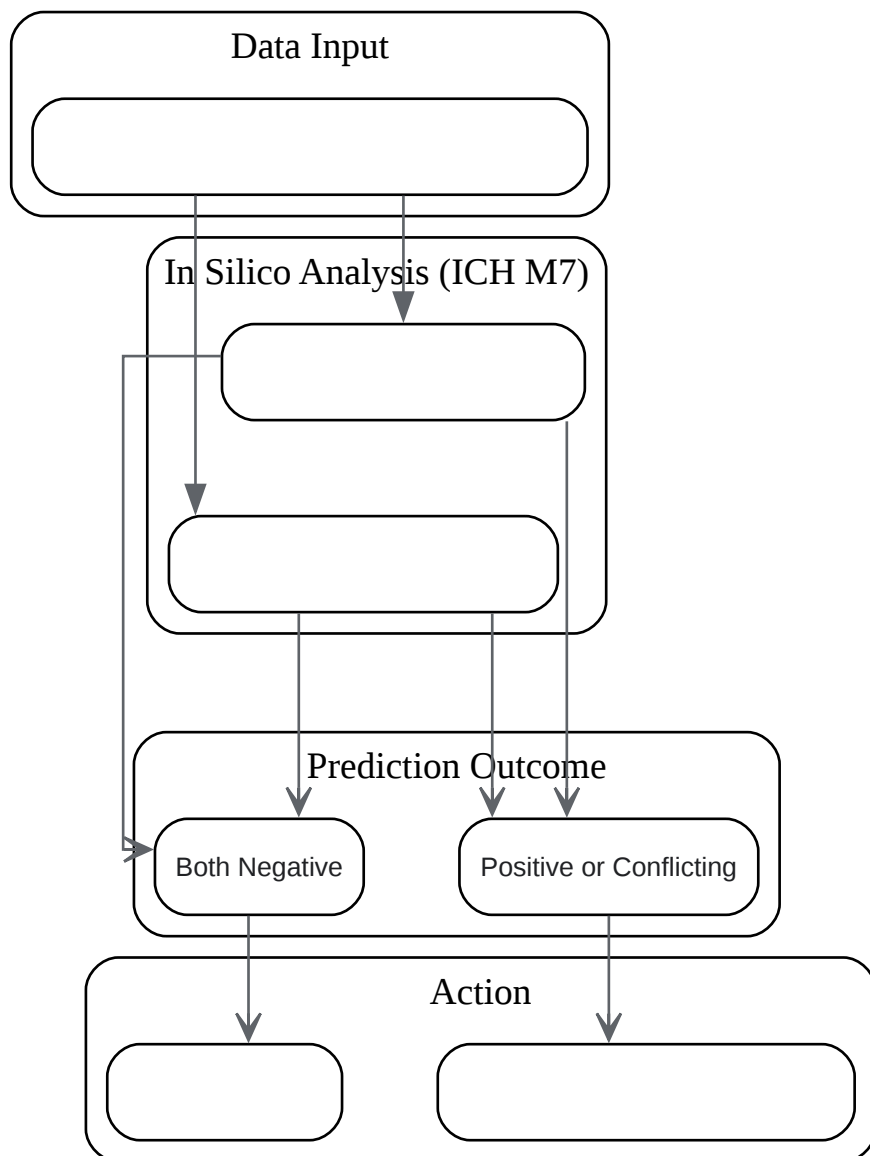 Data Input
In Silico Analysis (ICH M7)
Prediction Outcome
Both Negative
Positive or Conflicting
Action